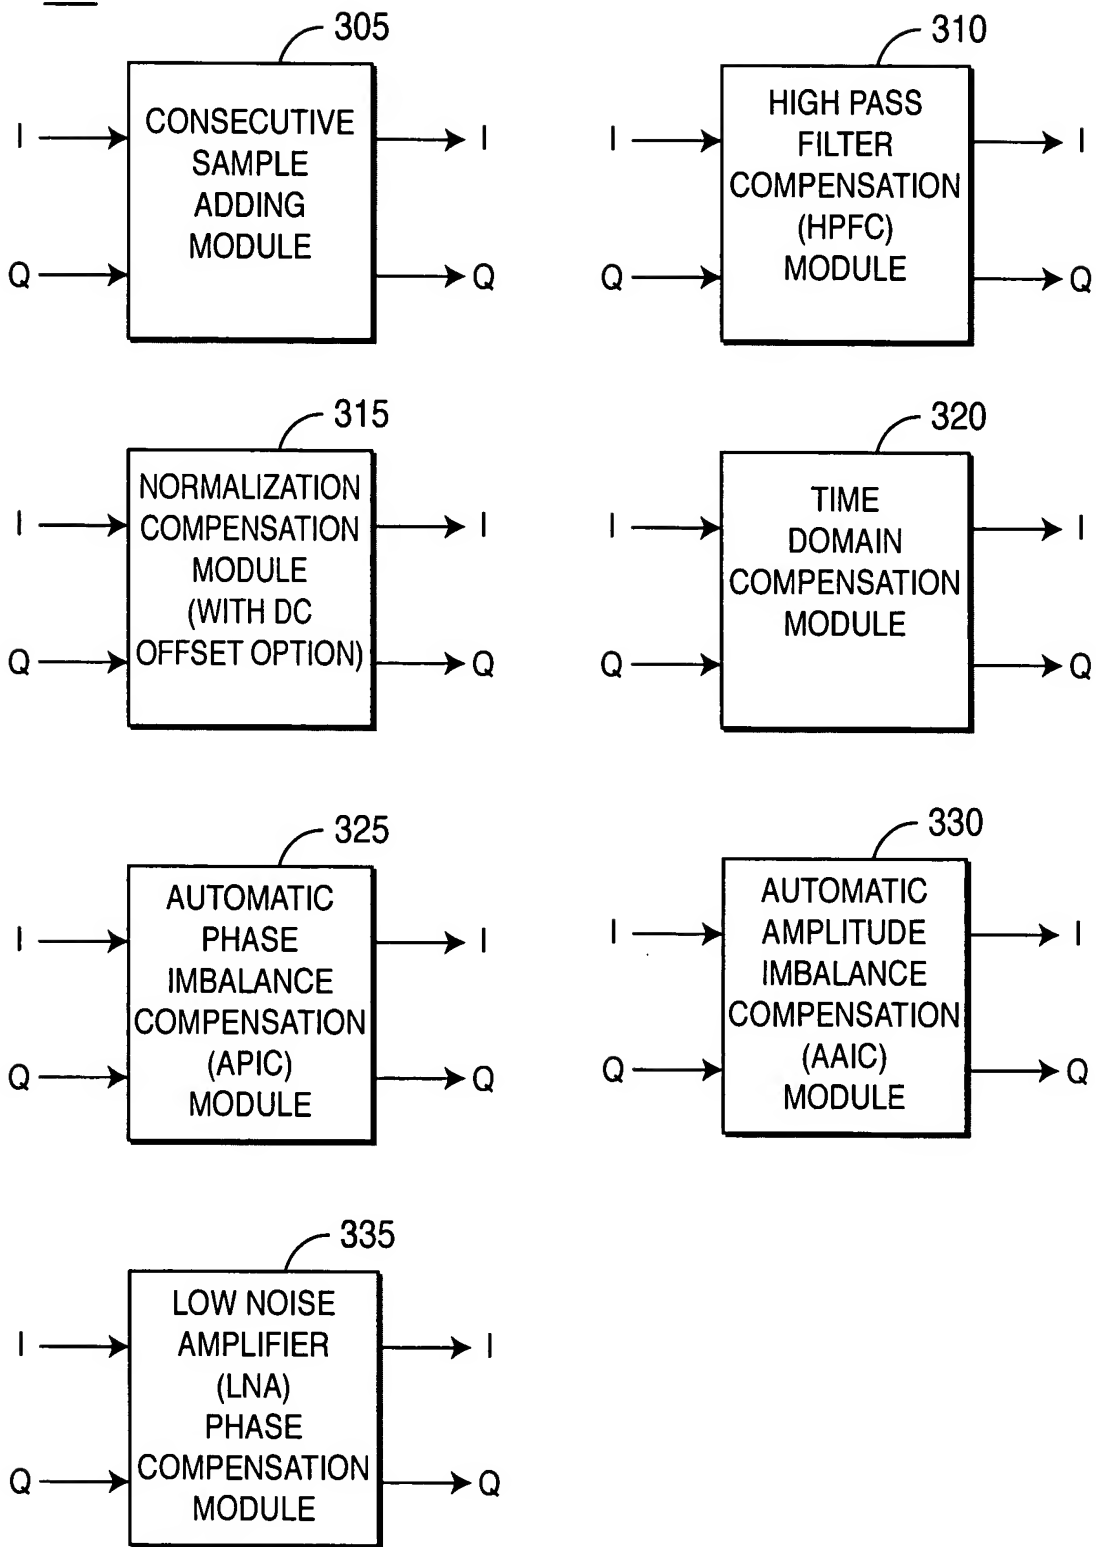 305
CONSECUTIVE
SAMPLE
ADDING
MODULE
I
I
Q
Q
310
HIGH PASS
FILTER
COMPENSATION
(HPFC)
MODULE
I
I
Q
Q
315
NORMALIZATION
COMPENSATION
MODULE
(WITH DC
OFFSET OPTION)
I
I
Q
Q
320
TIME
DOMAIN
COMPENSATION
MODULE
I
I
Q
Q
325
AUTOMATIC
PHASE
IMBALANCE
COMPENSATION
(APIC)
MODULE
I
I
Q
Q
330
AUTOMATIC
AMPLITUDE
IMBALANCE
COMPENSATION
(AAIC)
MODULE
I
I
Q
Q
335
LOW NOISE
AMPLIFIER
(LNA)
PHASE
COMPENSATION
MODULE
I
I
Q
Q